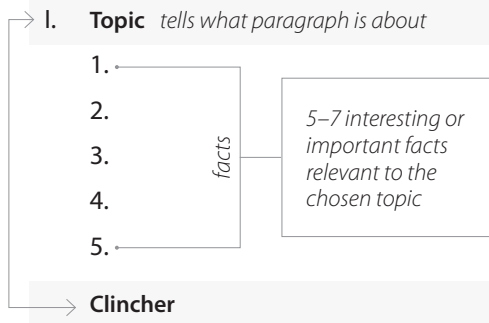 I. Topic tells what paragraph is about
1.
2.
3.
4.
5.
facts
5–7 interesting or
important facts
relevant to the
chosen topic
Clincher